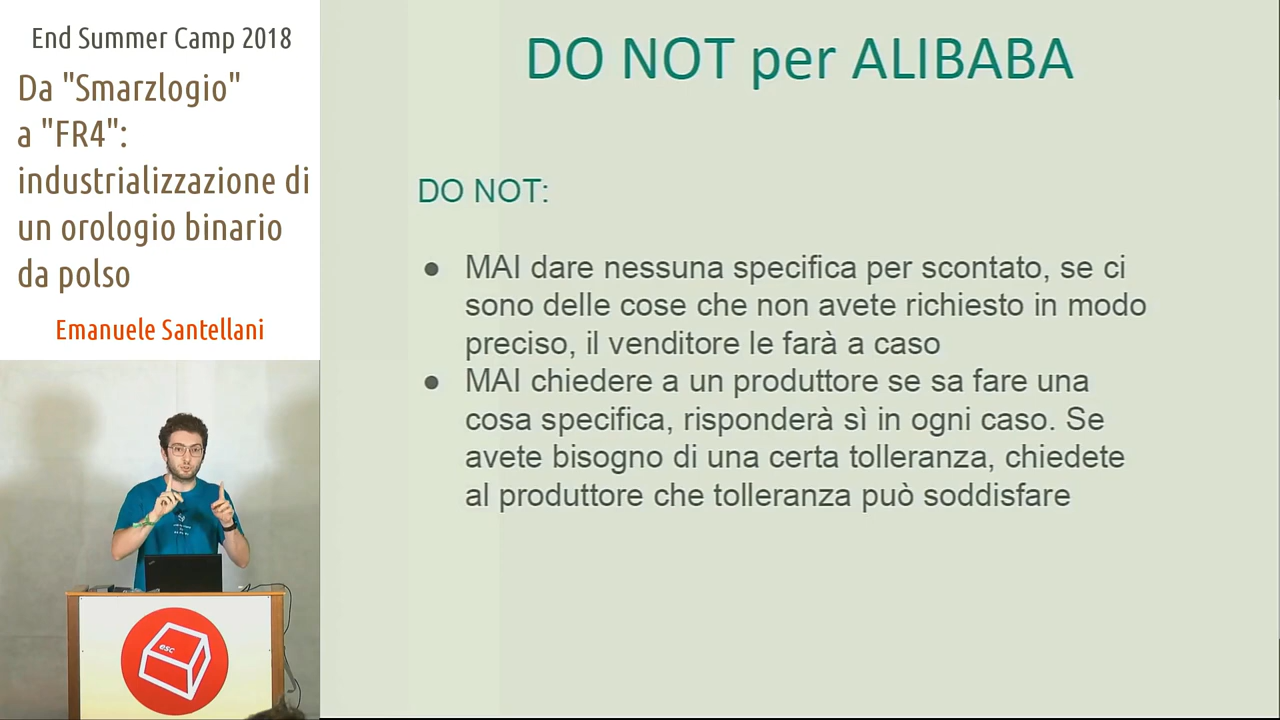 End Summer Camp 2018
Da "Smarzlogio"
a "FR4":
industrializzazione di
un orologio binario
da polso
Emanuele Santellani
DO NOT per ALIBABA
DO NOT:
● MAI dare nessuna specifica per scontato, se ci
sono delle cose che non avete richiesto in modo
preciso, il venditore le farà a caso
● MAI chiedere a un produttore se sa fare una
cosa specifica, risponderà sì in ogni caso. Se
avete bisogno di una certa tolleranza, chiedete
al produttore che tolleranza può soddisfare
esc